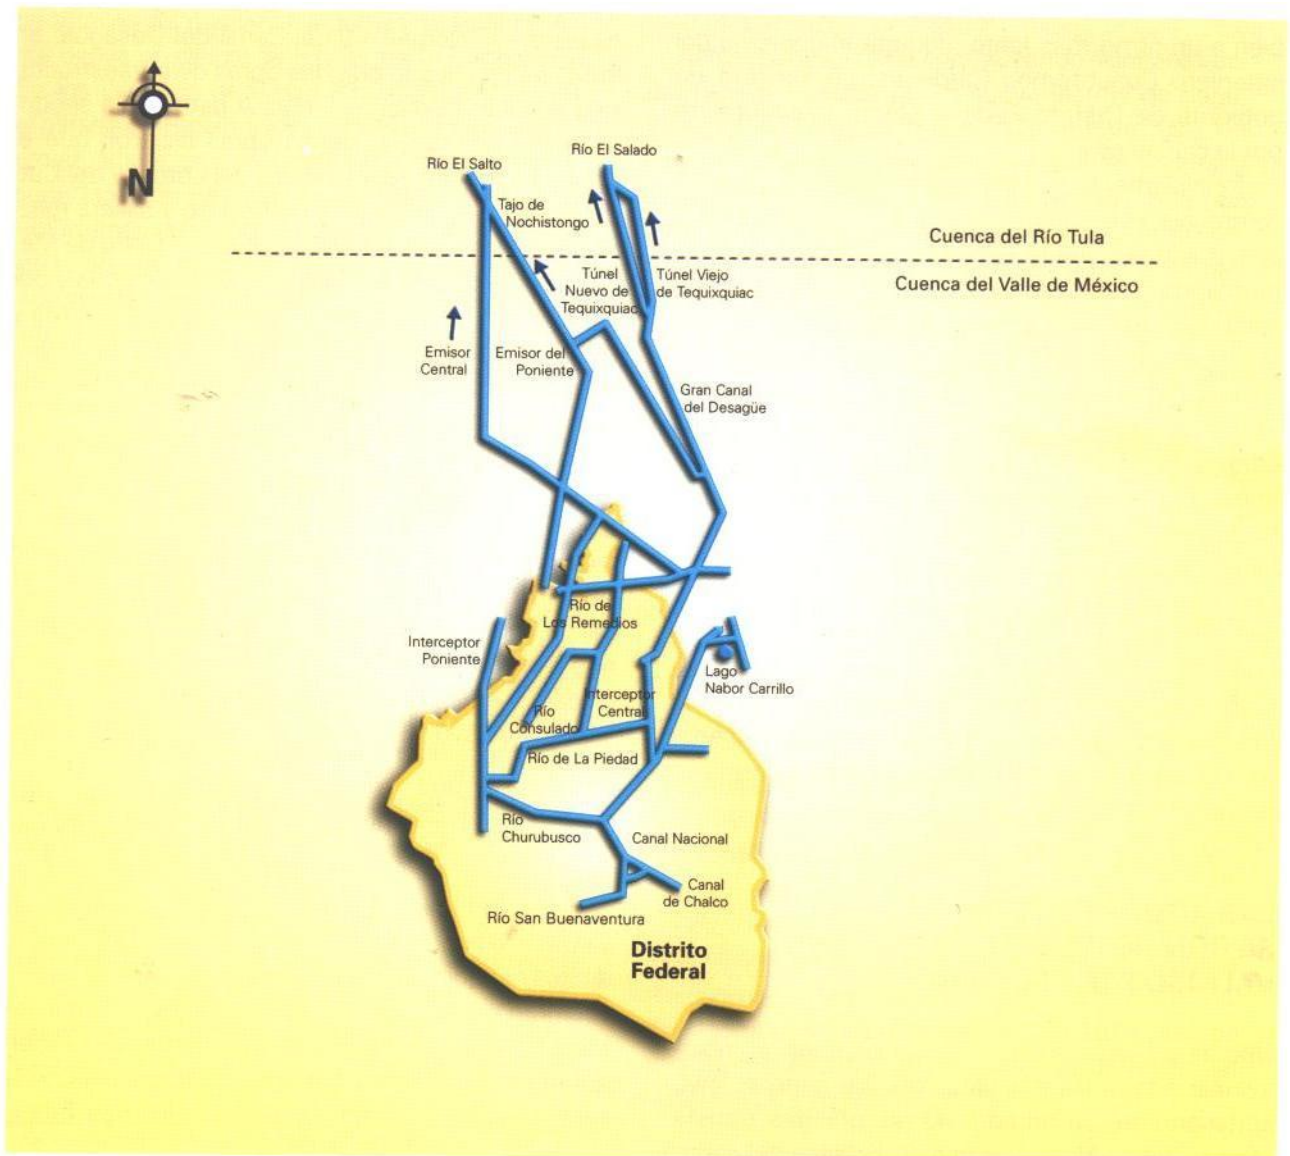 N
Río El Salto
Río El Salado
Tajo de
Nochistongo
Cuenca del Río Tula
Cuenca del Valle de México
Túnel
Nuevo de
Tequixquiac
Túnel Viejo
de Tequixquiac
Emisor
Central
Emisor del
Poniente
Gran Canal
del Desagüe
Río de
Los Remedios
Interceptor
Poniente
Lago
Nabor Carrillo
Interceptor
Central
Río
Consulado
Río de La Piedad
Río
Churubusco
Canal Nacional
Canal
de Chalco
Río San Buenaventura
Distrito
Federal